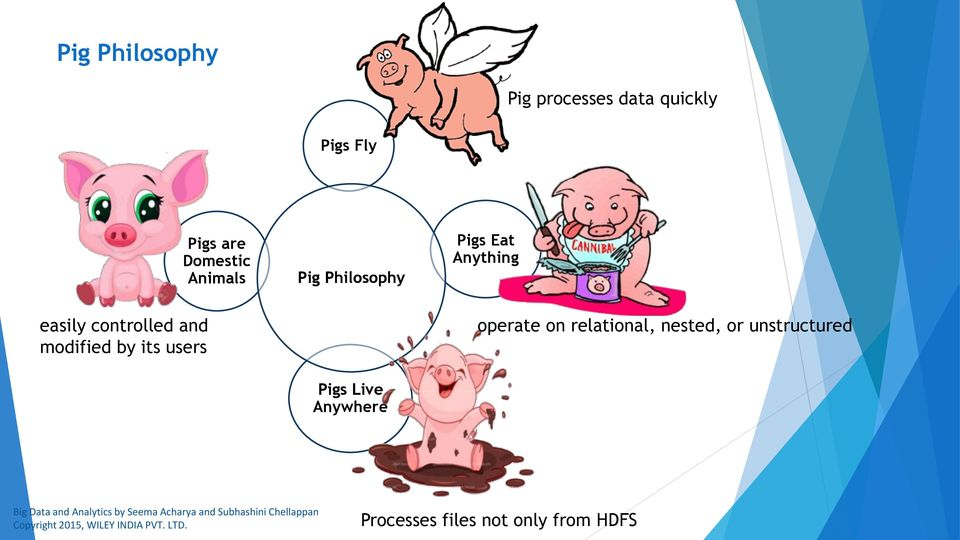 Pig Philosophy
Pig processes data quickly
Pigs Fly
Pigs are
Domestic
Animals
Pig Philosophy
Pigs Eat
Anything
CANNIBAL
easily controlled and
modified by its users
operate on relational, nested, or unstructured
Pigs Live
Anywhere
Big Data and Analytics by Seema Acharya and Subhashini Chellappan
Copyright 2015, WILEY INDIA PVT. LTD.
Processes files not only from HDFS